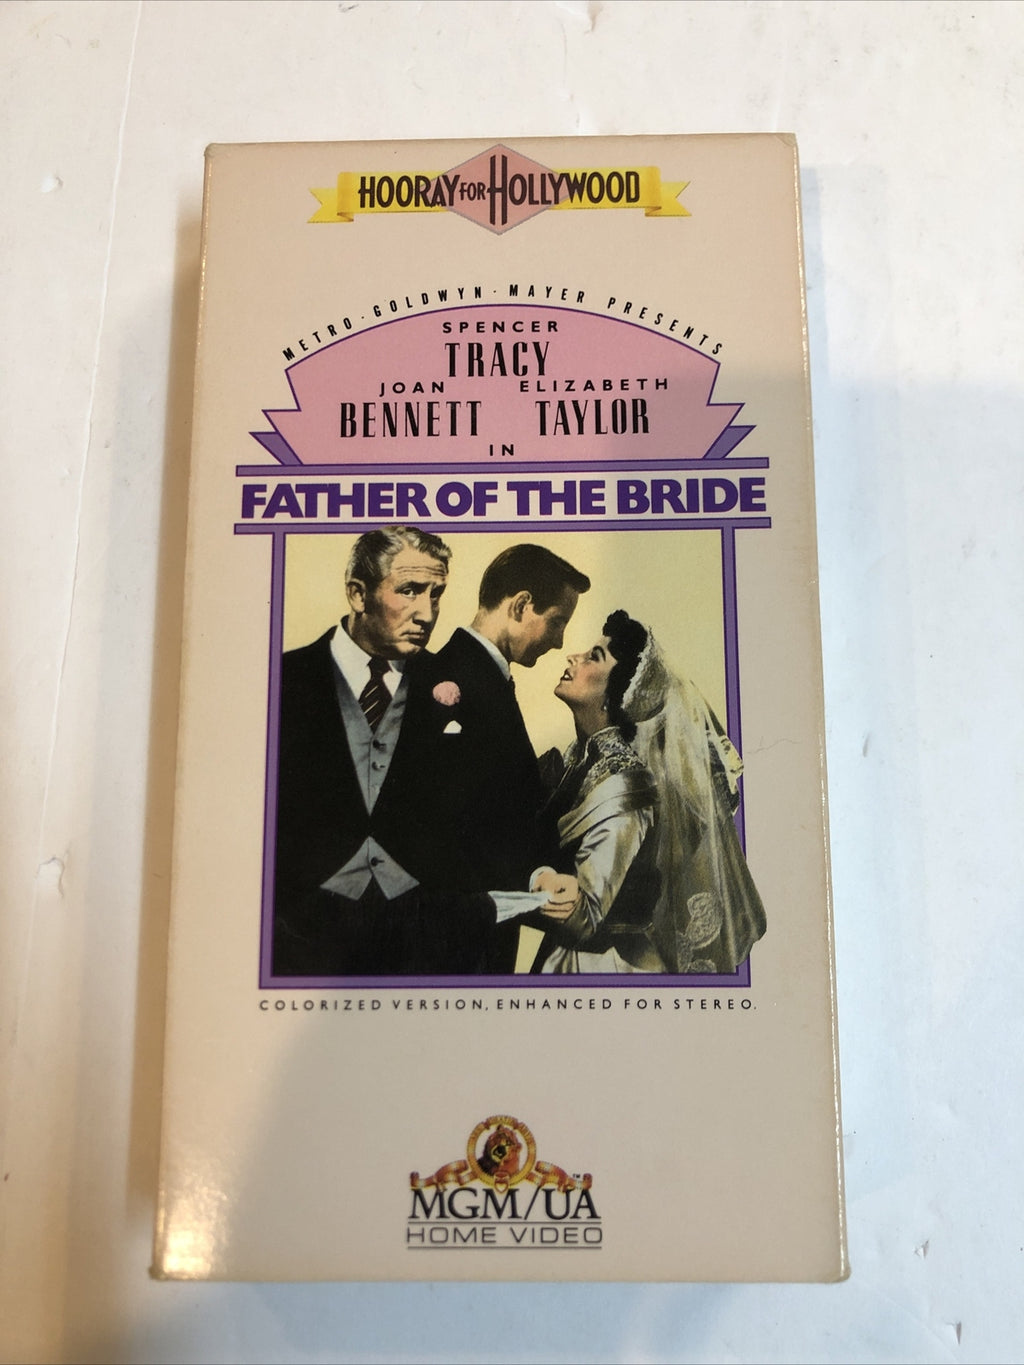 HOORAY FOR HOLLYWOOD
METRO·GOLDWYN·MAYER PRESENTS
SPENCER
TRACY
JOAN ELIZABETH
BENNETT TAYLOR
IN
FATHER OF THE BRIDE
COLORIZED VERSION, ENHANCED FOR STEREO.
MGM/UA
HOME VIDEO